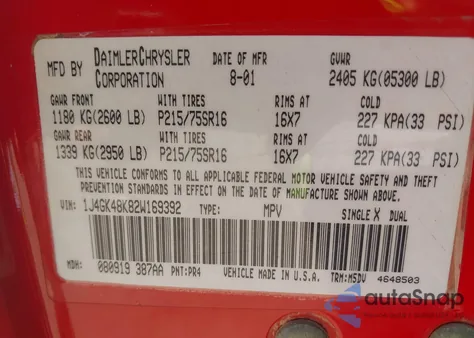 MFD BY DAIMLERCHRYSLER CORPORATION DATE OF MFR 8-01 GVWR 2405 KG(05300 LB)
GAWR FRONT WITH TIRES RIMS AT COLD
1180 KG(2600 LB) P215/75SR16 16X7 227 KPA(33 PSI)
GAWR REAR WITH TIRES RIMS AT COLD
1339 KG(2950 LB) P215/75SR16 16X7 227 KPA(33 PSI)
THIS VEHICLE CONFORMS TO ALL APPLICABLE FEDERAL MOTOR VEHICLE SAFETY AND THEFT
PREVENTION STANDARDS IN EFFECT ON THE DATE OF MANUFACTURE SHOWN ABOVE.
VIN: 1J4GK48K82W169392 TYPE: MPV SINGLE X DUAL
MDH: 080919 387AA PNT:PR4 VEHICLE MADE IN U.S.A. TRM:M5DV 4648503
autoSnap
POWERED BY AUTO AUCTIONS